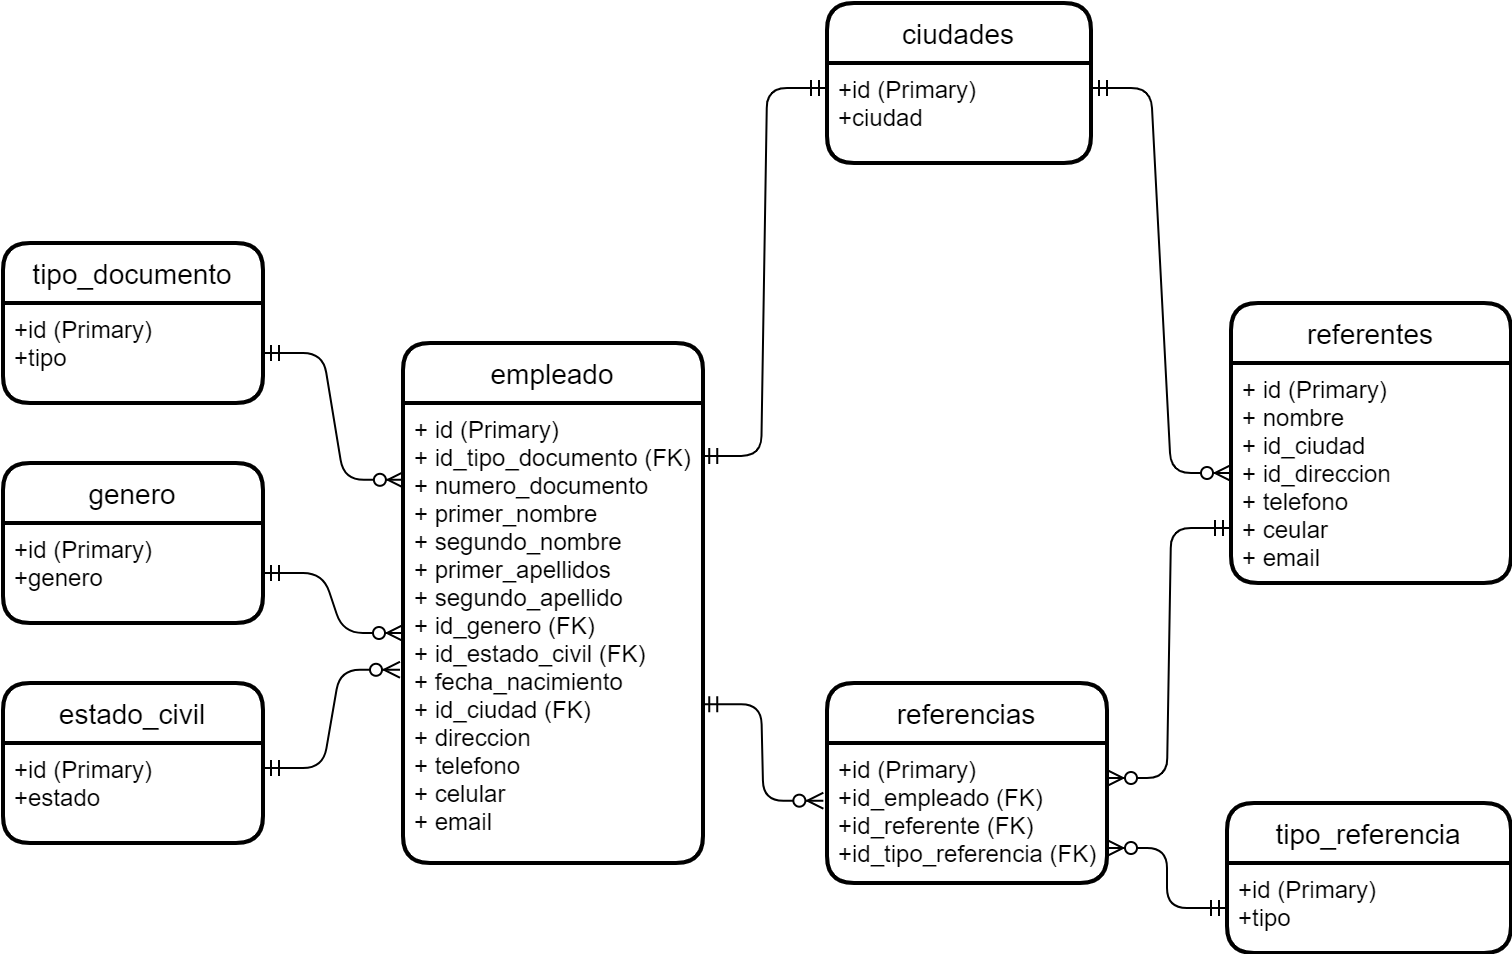 ciudades
+id (Primary)
+ciudad
tipo_documento
+id (Primary)
+tipo
genero
+id (Primary)
+genero
estado_civil
+id (Primary)
+estado
empleado
+ id (Primary)
+ id_tipo_documento (FK)
+ numero_documento
+ primer_nombre
+ segundo_nombre
+ primer_apellidos
+ segundo_apellido
+ id_genero (FK)
+ id_estado_civil (FK)
+ fecha_nacimiento
+ id_ciudad (FK)
+ direccion
+ telefono
+ celular
+ email
referentes
+ id (Primary)
+ nombre
+ id_ciudad
+ id_direccion
+ telefono
+ ceular
+ email
referencias
+id (Primary)
+id_empleado (FK)
+id_referente (FK)
+id_tipo_referencia (FK)
tipo_referencia
+id (Primary)
+tipo